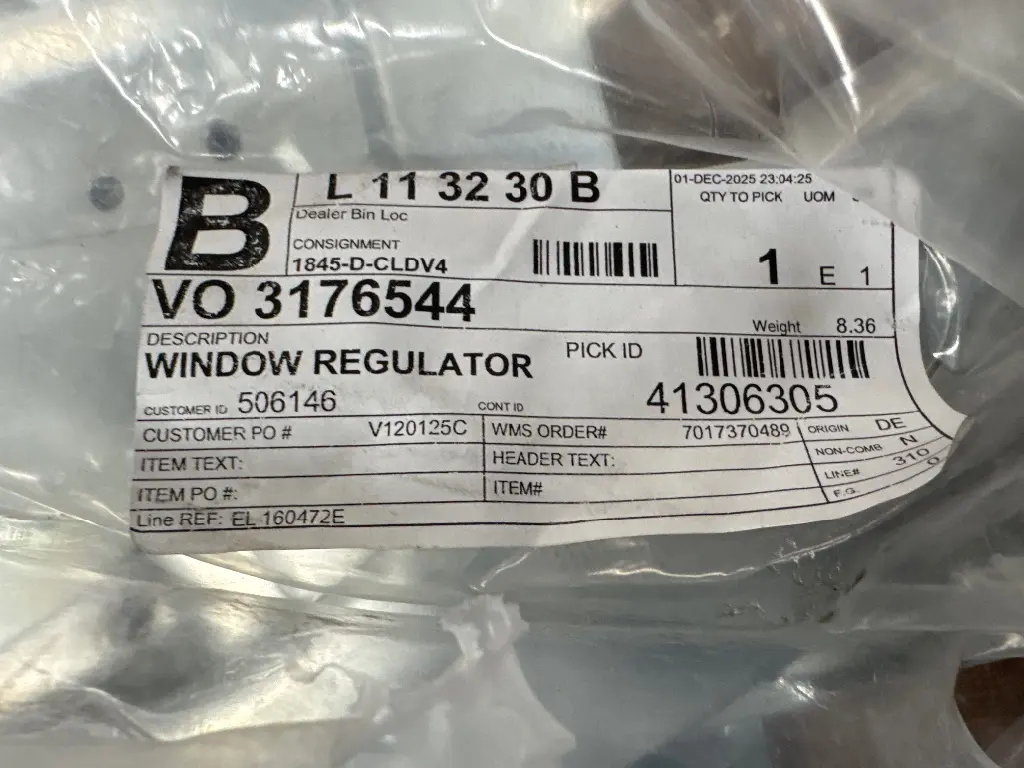 B
L 11 32 30 B
Dealer Bin Loc
CONSIGNMENT
1845-D-CLDV4
01-DEC-2025 23:04:25
QTY TO PICK UOM
1 E 1
VO 3176544
Weight 8.36
DESCRIPTION
WINDOW REGULATOR
PICK ID
CUSTOMER ID 506146
CONT ID
41306305
CUSTOMER PO # V120125C
WMS ORDER# 7017370489
ORIGIN DE
ITEM TEXT:
HEADER TEXT:
NON-COMB N
ITEM PO #:
ITEM#
LINE# 310
F.G. 0
Line REF: EL 160472E